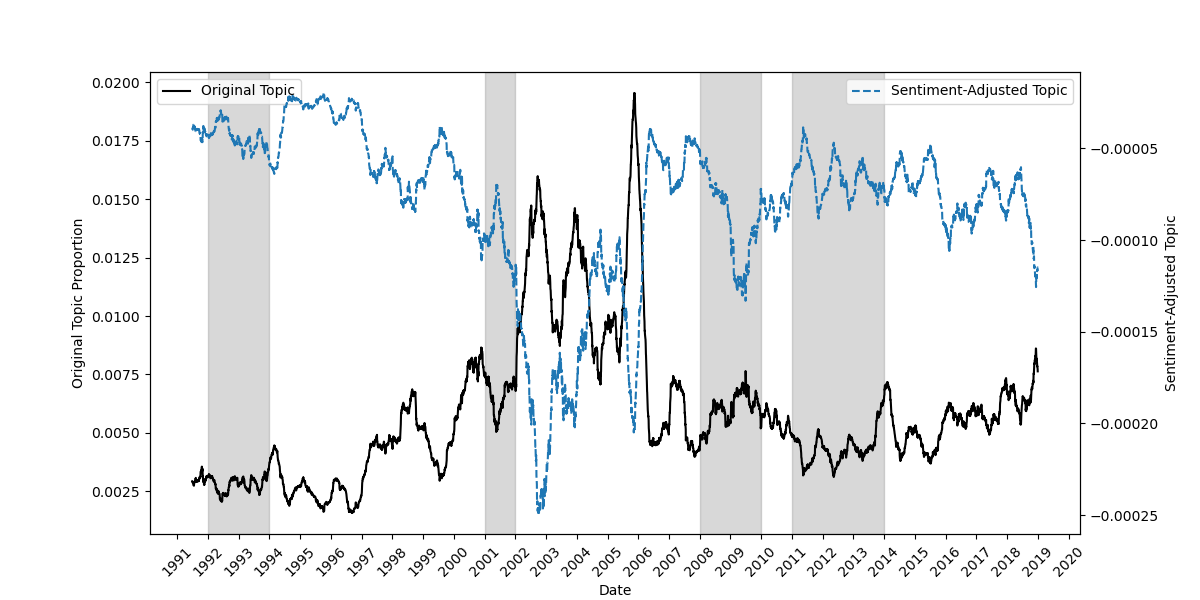 Original Topic
Sentiment-Adjusted Topic
0.0200
0.0175
0.0150
0.0125
0.0100
0.0075
0.0050
0.0025
Original Topic Proportion
−0.00005
−0.00010
−0.00015
−0.00020
−0.00025
Sentiment-Adjusted Topic
1991 1992 1993 1994 1995 1996 1997 1998 1999 2000 2001 2002 2003 2004 2005 2006 2007 2008 2009 2010 2011 2012 2013 2014 2015 2016 2017 2018 2019 2020
Date